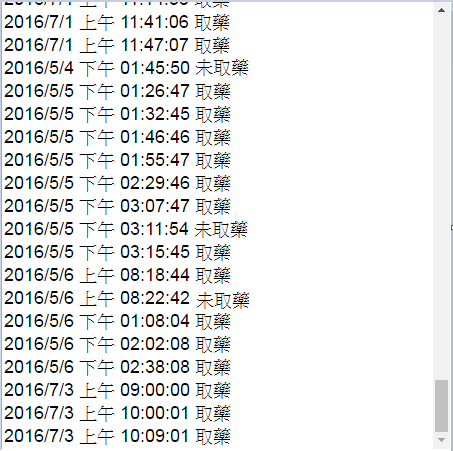 2016/7/1 上午 11:41:06 取藥
2016/7/1 上午 11:47:07 取藥
2016/5/4 下午 01:45:50 未取藥
2016/5/5 下午 01:26:47 取藥
2016/5/5 下午 01:32:45 取藥
2016/5/5 下午 01:46:46 取藥
2016/5/5 下午 01:55:47 取藥
2016/5/5 下午 02:29:46 取藥
2016/5/5 下午 03:07:47 取藥
2016/5/5 下午 03:11:54 未取藥
2016/5/5 下午 03:15:45 取藥
2016/5/6 上午 08:18:44 取藥
2016/5/6 上午 08:22:42 未取藥
2016/5/6 下午 01:08:04 取藥
2016/5/6 下午 02:02:08 取藥
2016/5/6 下午 02:38:08 取藥
2016/7/3 上午 09:00:00 取藥
2016/7/3 上午 10:00:01 取藥
2016/7/3 上午 10:09:01 取藥